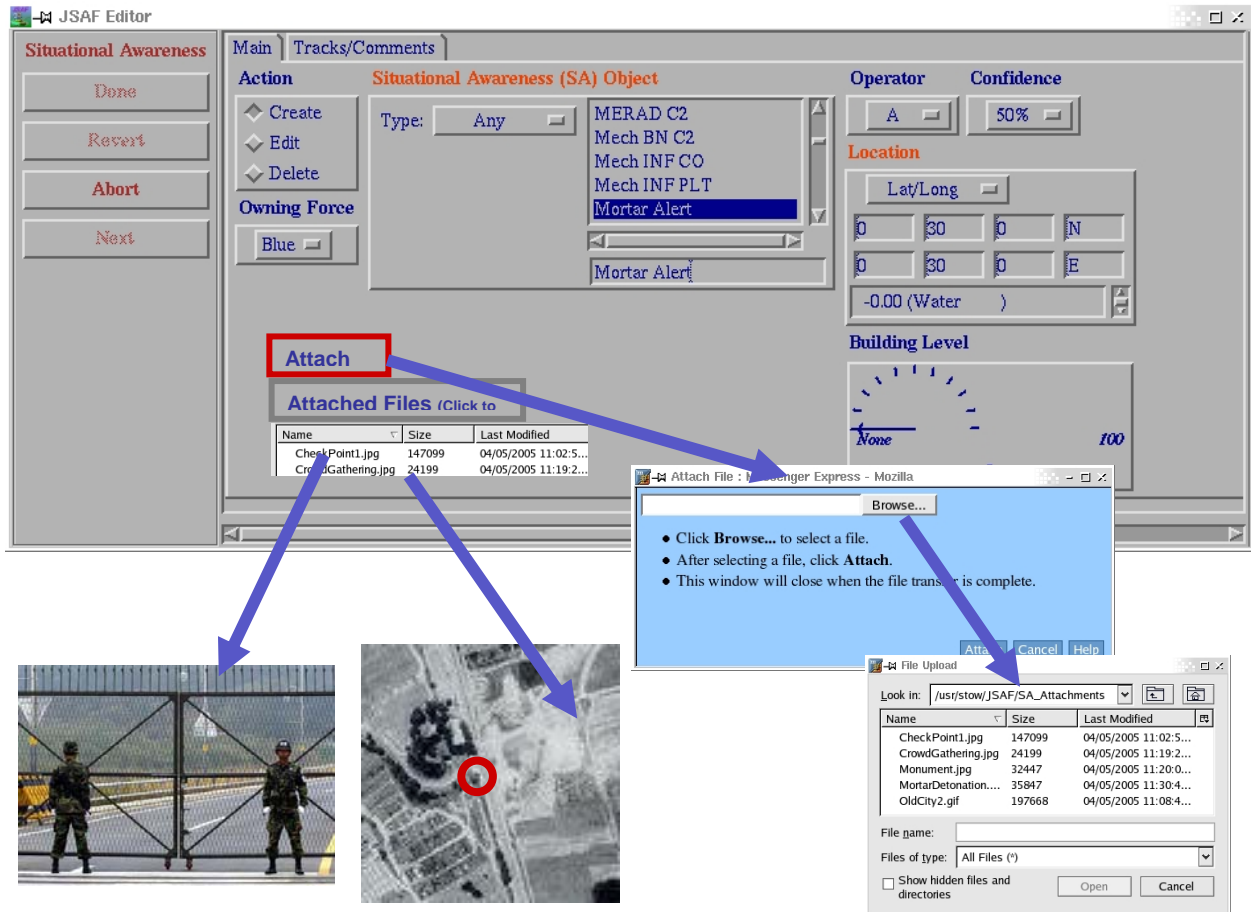 JSAF Editor
Situational Awareness
Done
Revert
Abort
Next
Main
Tracks/Comments
Action
Create
Edit
Delete
Owning Force
Blue
Situational Awareness (SA) Object
Type:
Any
MERAD C2
Mech BN C2
Mech INF CO
Mech INF PLT
Mortar Alert
Mortar Alert
Operator
Confidence
A
50%
Location
Lat/Long
0 30 0 N
0 30 0 E
-0.00 (Water )
Building Level
None
100
Attach
Attached Files (Click to
Name Size Last Modified
CheckPoint1.jpg 147099 04/05/2005 11:02:5...
CrowdGathering.jpg 24199 04/05/2005 11:19:2...
Attach File : Messenger Express - Mozilla
Browse...
• Click Browse... to select a file.
• After selecting a file, click Attach.
• This window will close when the file transfer is complete.
Attach Cancel Help
File Upload
Look in: /usr/stow/JSAF/SA_Attachments
Name Size Last Modified
CheckPoint1.jpg 147099 04/05/2005 11:02:5...
CrowdGathering.jpg 24199 04/05/2005 11:19:2...
Monument.jpg 32447 04/05/2005 11:20:0...
MortarDetonation.... 35847 04/05/2005 11:30:4...
OldCity2.gif 197668 04/05/2005 11:08:4...
File name:
Files of type: All Files (*)
Show hidden files and
directories
Open
Cancel